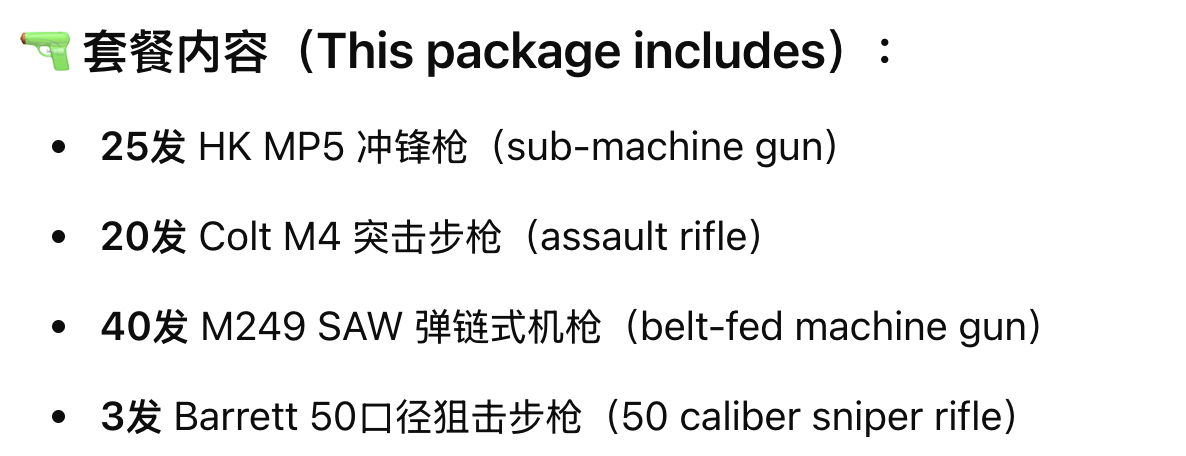 🔫 套餐内容（This package includes）：
• 25发 HK MP5 冲锋枪（sub-machine gun）
• 20发 Colt M4 突击步枪（assault rifle）
• 40发 M249 SAW 弹链式机枪（belt-fed machine gun）
• 3发 Barrett 50口径狙击步枪（50 caliber sniper rifle）